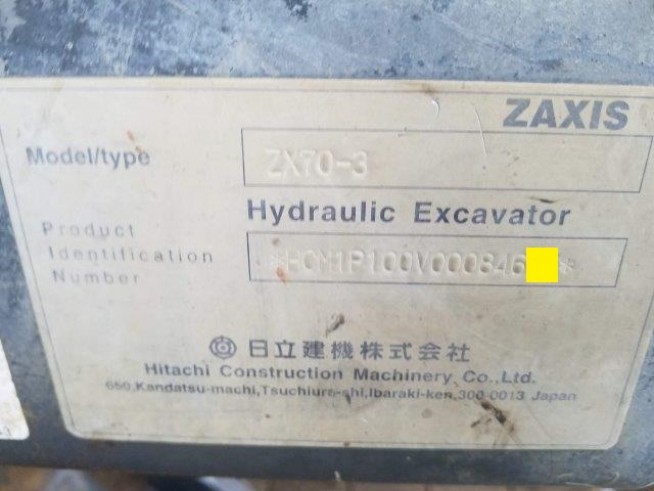 ZAXIS
Model/type ZX70-3
Hydraulic Excavator
Product
Identification
Number
*HCM1P100V000846 *
日立建機株式会社
Hitachi Construction Machinery Co.,Ltd.
650,Kandatsu-machi,Tsuchiura-shi,Ibaraki-ken,300-0013 Japan